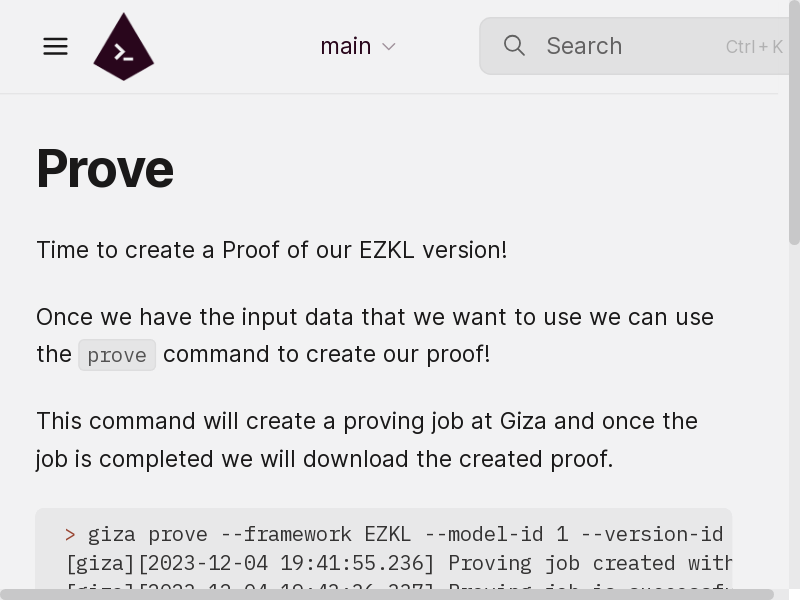 main
Search
Ctrl + K
Prove
Time to create a Proof of our EZKL version!
Once we have the input data that we want to use we can use
the prove command to create our proof!
This command will create a proving job at Giza and once the
job is completed we will download the created proof.
> giza prove --framework EZKL --model-id 1 --version-id
[giza][2023-12-04 19:41:55.236] Proving job created with